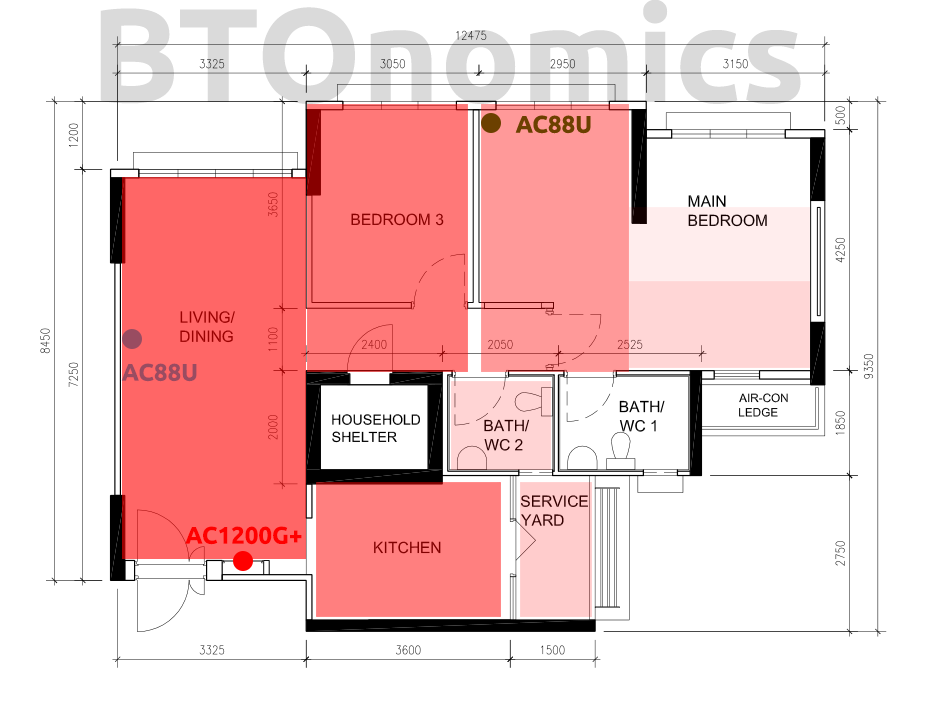 BTOnomics
12475
3325
3050
2950
3150
1200
500
AC88U
3650
MAIN
BEDROOM
BEDROOM 3
4250
LIVING/
DINING
8450
7250
1100
2400
2050
2525
9350
AC88U
AIR-CON
LEDGE
2000
HOUSEHOLD
SHELTER
BATH/
WC 2
BATH/
WC 1
1850
SERVICE
YARD
AC1200G+
KITCHEN
2750
3325
3600
1500